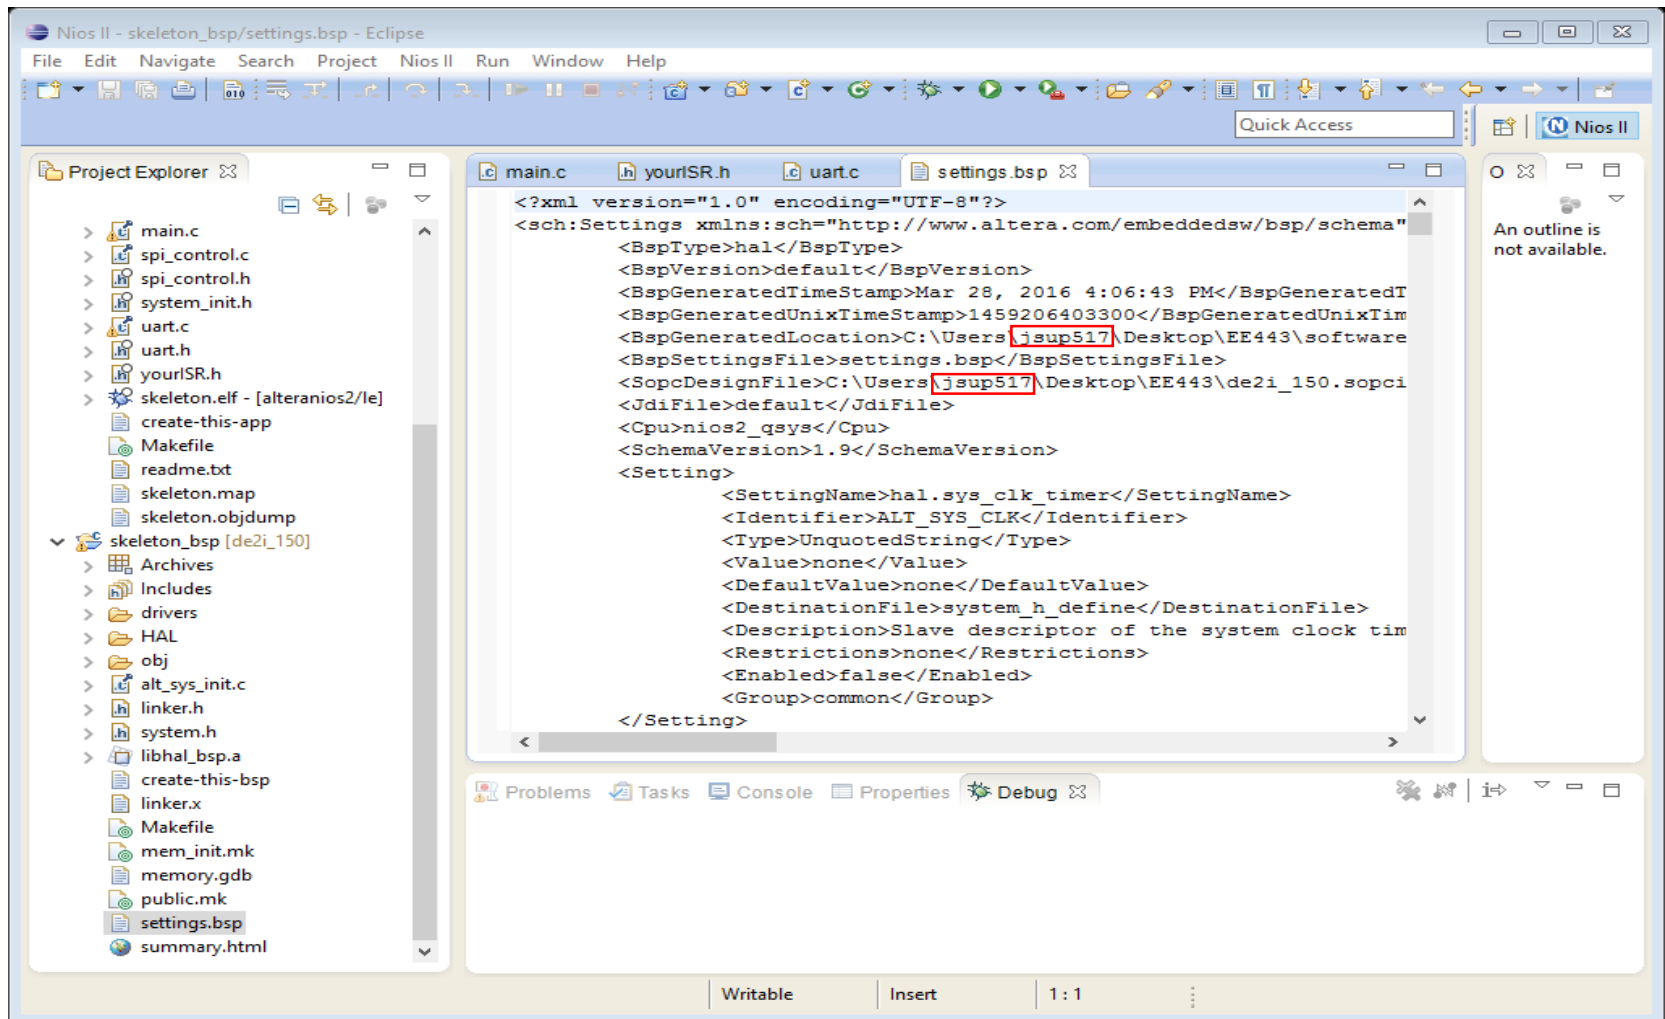 Nios II - skeleton_bsp/settings.bsp - Eclipse
File Edit Navigate Search Project Nios II Run Window Help
Quick Access
Nios II
Project Explorer
main.c
spi_control.c
spi_control.h
system_init.h
uart.c
uart.h
yourISR.h
skeleton.elf - [alteranios2/le]
create-this-app
Makefile
readme.txt
skeleton.map
skeleton.objdump
skeleton_bsp [de2i_150]
Archives
Includes
drivers
HAL
obj
alt_sys_init.c
linker.h
system.h
libhal_bsp.a
create-this-bsp
linker.x
Makefile
mem_init.mk
memory.gdb
public.mk
settings.bsp
summary.html
main.c yourISR.h uart.c settings.bsp
<?xml version="1.0" encoding="UTF-8"?>
<sch:Settings xmlns:sch="http://www.altera.com/embeddedsw/bsp/schema"
<BspType>hal</BspType>
<BspVersion>default</BspVersion>
<BspGeneratedTimeStamp>Mar 28, 2016 4:06:43 PM</BspGeneratedT
<BspGeneratedUnixTimeStamp>1459206403300</BspGeneratedUnixTim
<BspGeneratedLocation>C:\Users\jsup517\Desktop\EE443\software
<BspSettingsFile>settings.bsp</BspSettingsFile>
<SopcDesignFile>C:\Users\jsup517\Desktop\EE443\de2i_150.sopci
<JdiFile>default</JdiFile>
<Cpu>nios2_qsys</Cpu>
<SchemaVersion>1.9</SchemaVersion>
<Setting>
<SettingName>hal.sys_clk_timer</SettingName>
<Identifier>ALT_SYS_CLK</Identifier>
<Type>UnquotedString</Type>
<Value>none</Value>
<DefaultValue>none</DefaultValue>
<DestinationFile>system_h_define</DestinationFile>
<Description>Slave descriptor of the system clock tim
<Restrictions>none</Restrictions>
<Enabled>false</Enabled>
<Group>common</Group>
</Setting>
O
An outline is
not available.
Problems Tasks Console Properties Debug
Writable Insert 1 : 1